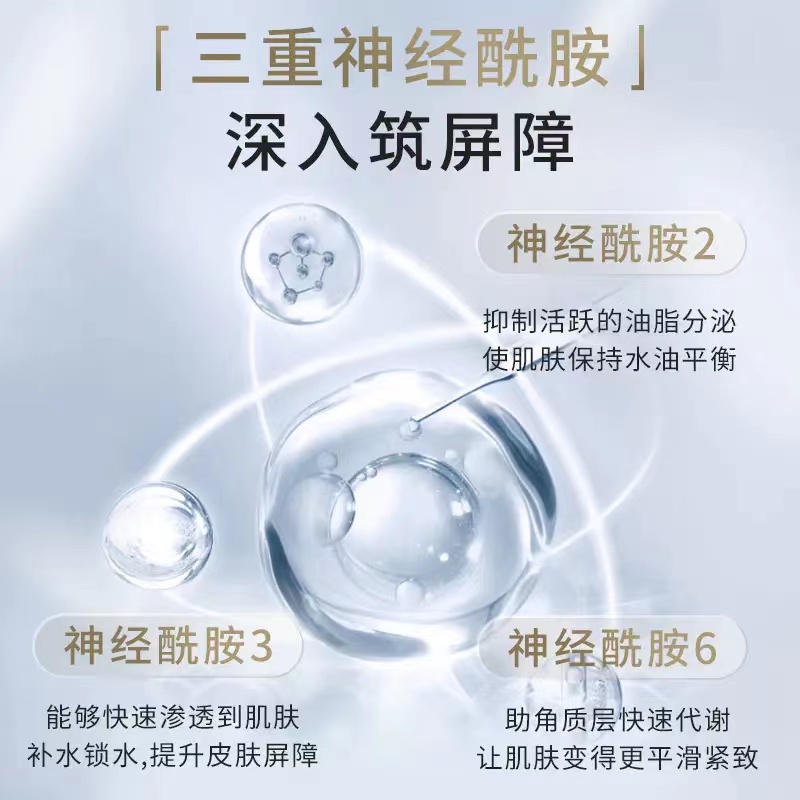 「三重神经酰胺」
深入筑屏障
神经酰胺2
抑制活跃的油脂分泌
使肌肤保持水油平衡
神经酰胺3
能够快速渗透到肌肤
补水锁水,提升皮肤屏障
神经酰胺6
助角质层快速代谢
让肌肤变得更平滑紧致